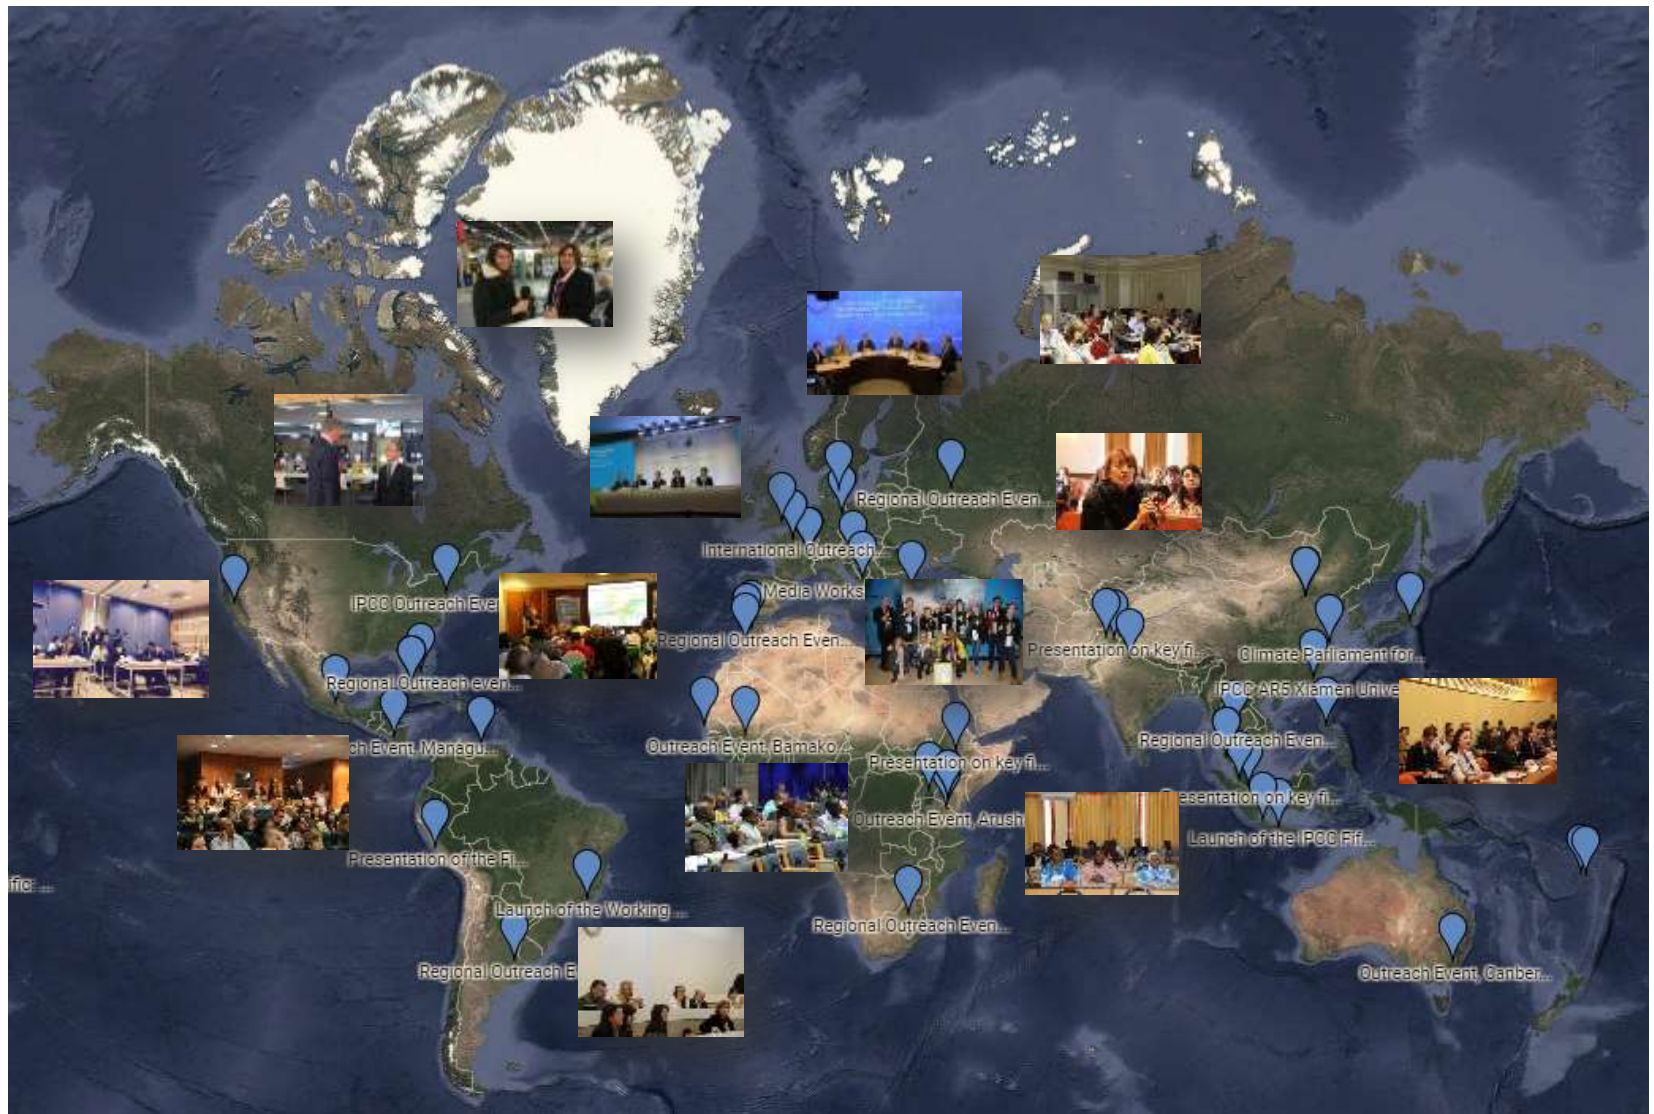 Regional Outreach Even...
International Outreach...
Media Works
IPCC Outreach Even
Regional Outreach Even...
Presentation on key fi...
Climate Parliament for...
Regional Outreach even...
IPCC AR5 Xiamen Unive
ch Event, Managu...
Outreach Event, Bamako...
Regional Outreach Even...
Presentation on key fi...
Presentation on key fi...
Outreach Event, Arush
Launch of the IPCC Fif...
Presentation of the Fi...
fic: ...
Launch of the Working ...
Regional Outreach Even...
Regional Outreach E
Outreach Event, Canber...